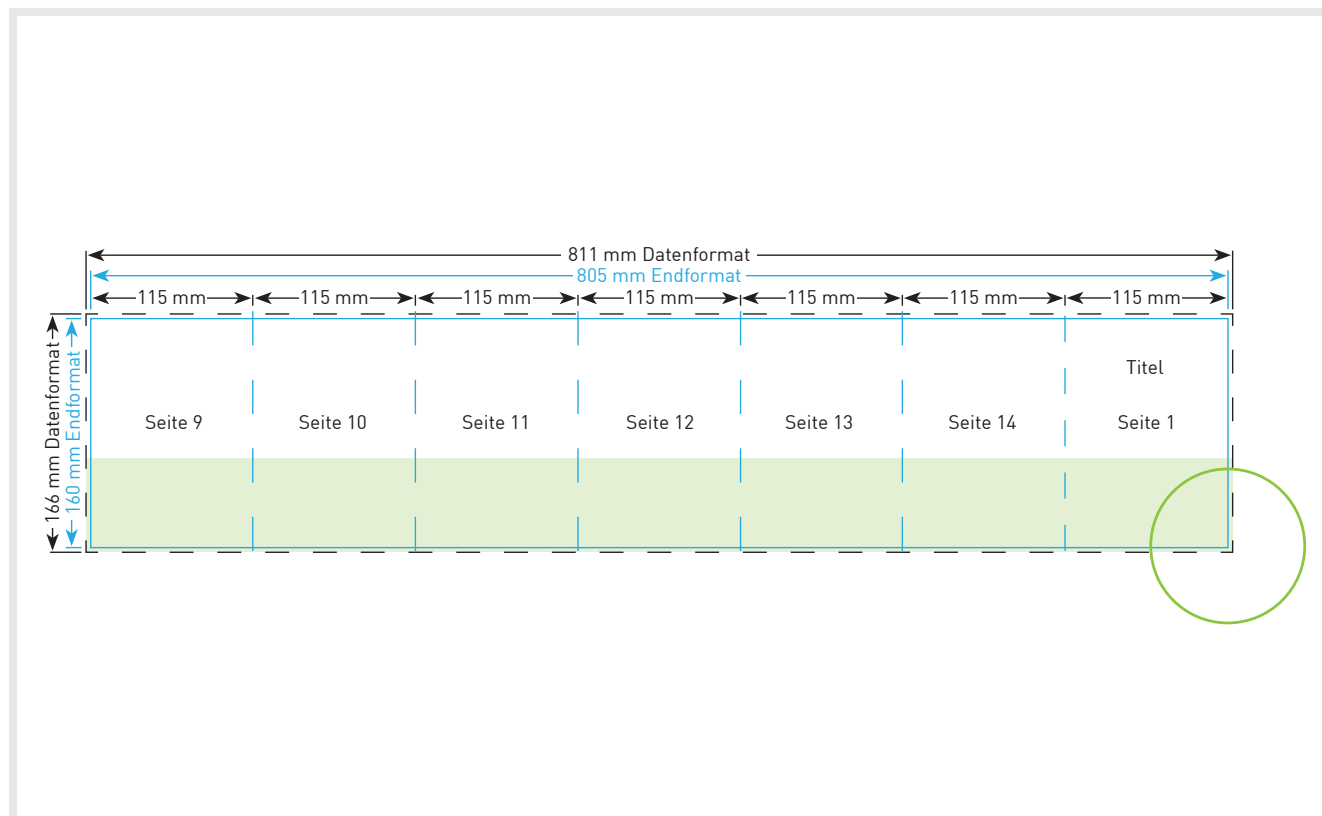 811 mm Datenformat
805 mm Endformat
115 mm 115 mm 115 mm 115 mm 115 mm 115 mm 115 mm
166 mm Datenformat
160 mm Endformat
Titel
Seite 9 Seite 10 Seite 11 Seite 12 Seite 13 Seite 14 Seite 1